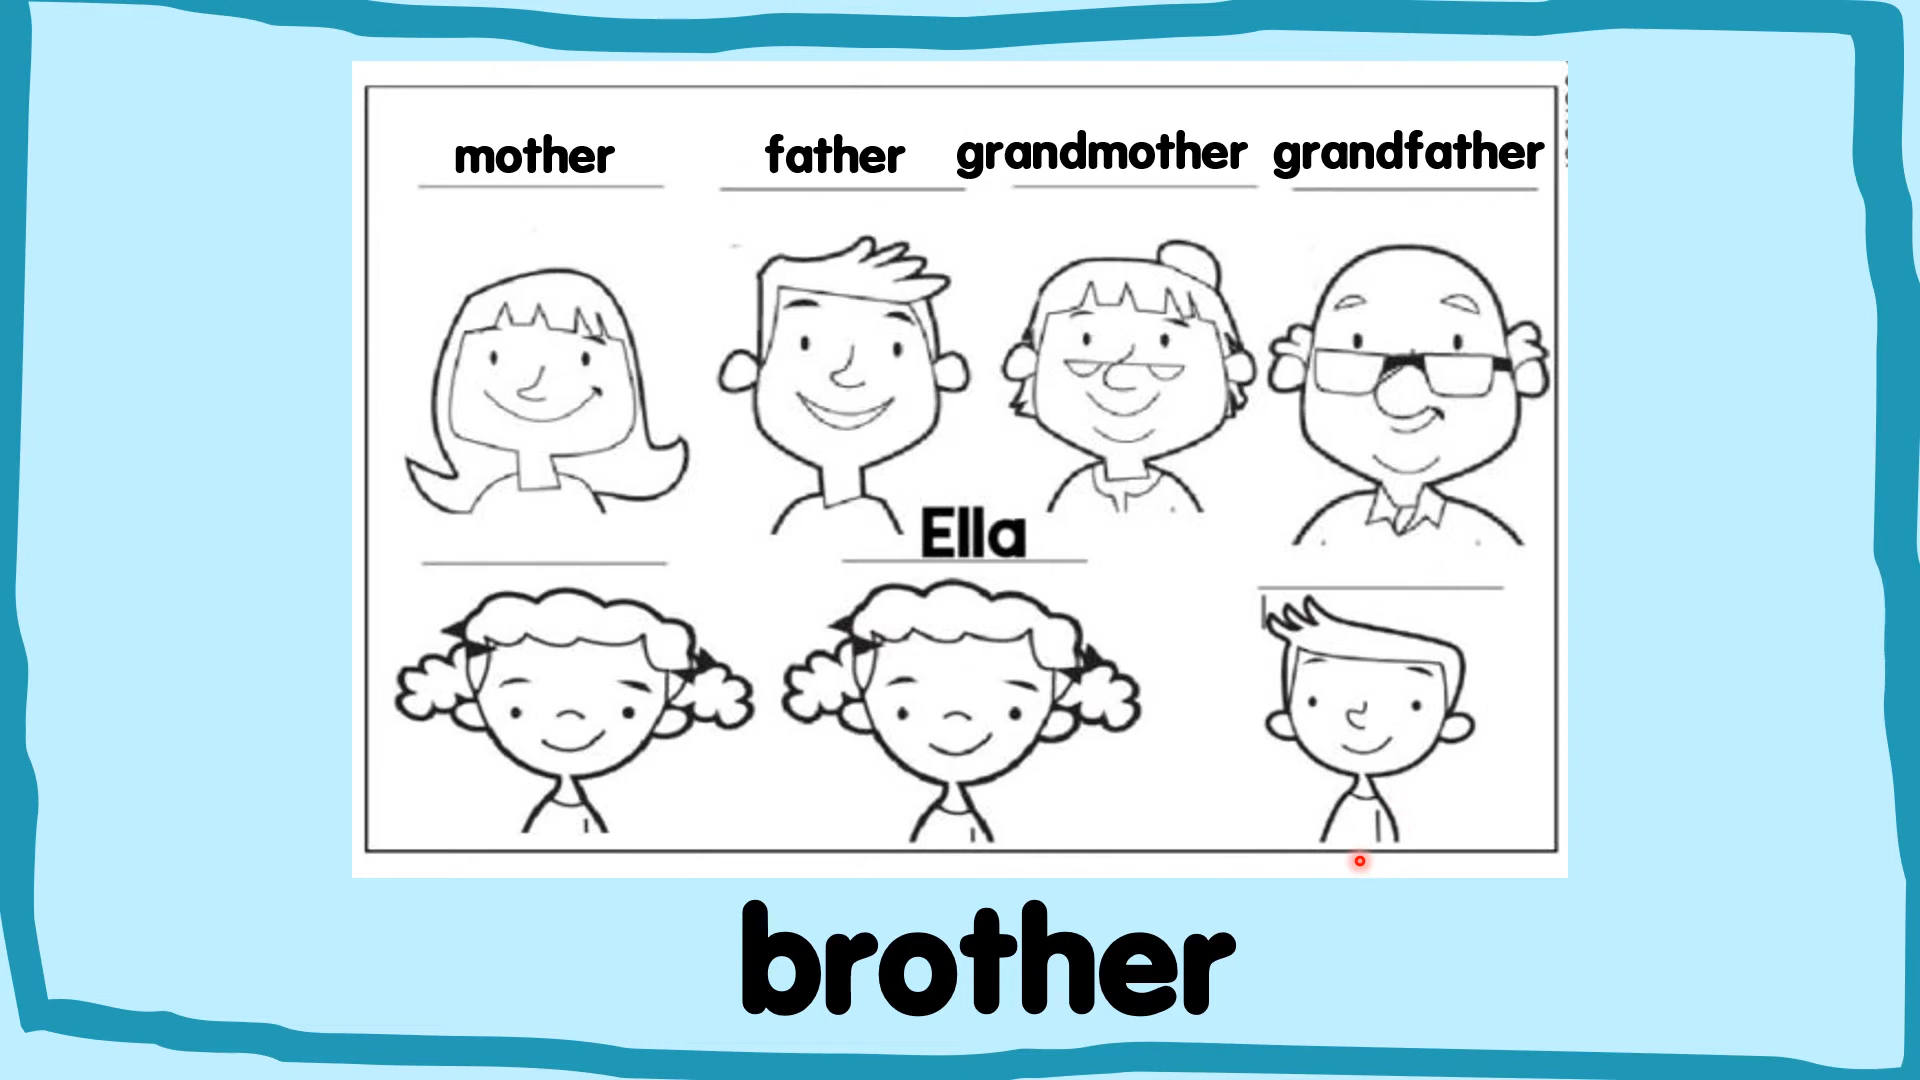 mother father grandmother grandfather
Ella
brother